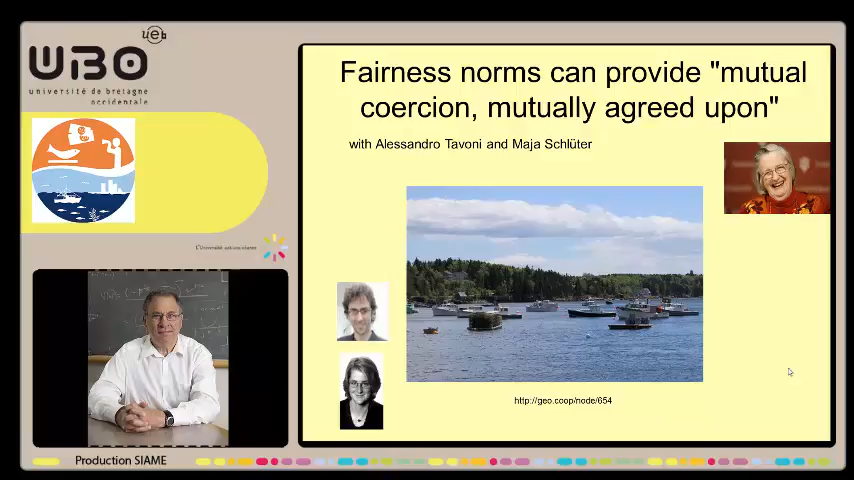 ueb
UBO
université de bretagne
occidentale
Fairness norms can provide "mutual
coercion, mutually agreed upon"
with Alessandro Tavoni and Maja Schlüter
http://geo.coop/node/654
Production SIAME